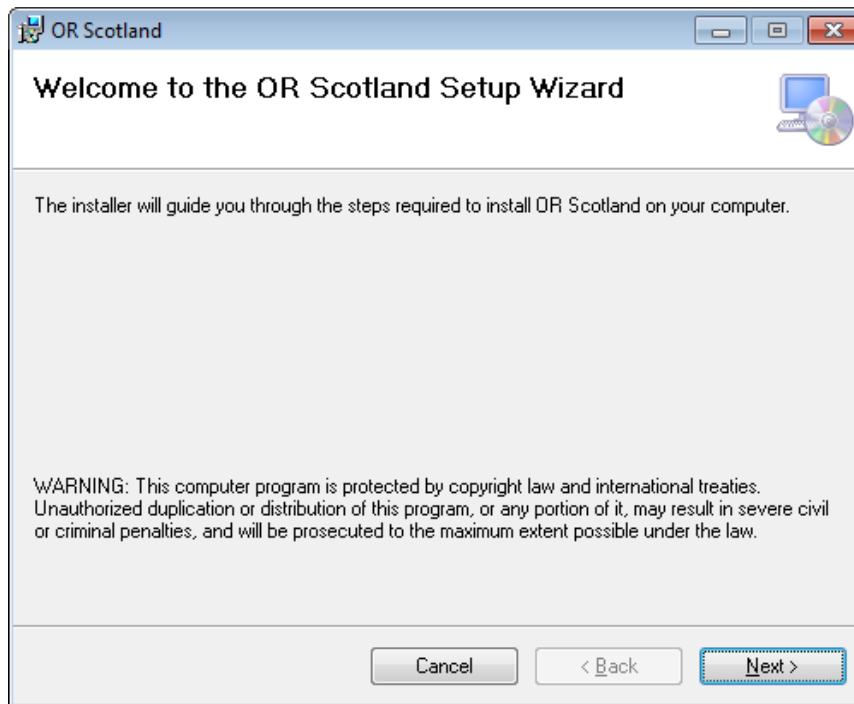 OR Scotland
Welcome to the OR Scotland Setup Wizard
The installer will guide you through the steps required to install OR Scotland on your computer.
WARNING: This computer program is protected by copyright law and international treaties.
Unauthorized duplication or distribution of this program, or any portion of it, may result in severe civil
or criminal penalties, and will be prosecuted to the maximum extent possible under the law.
Cancel
< Back
Next >